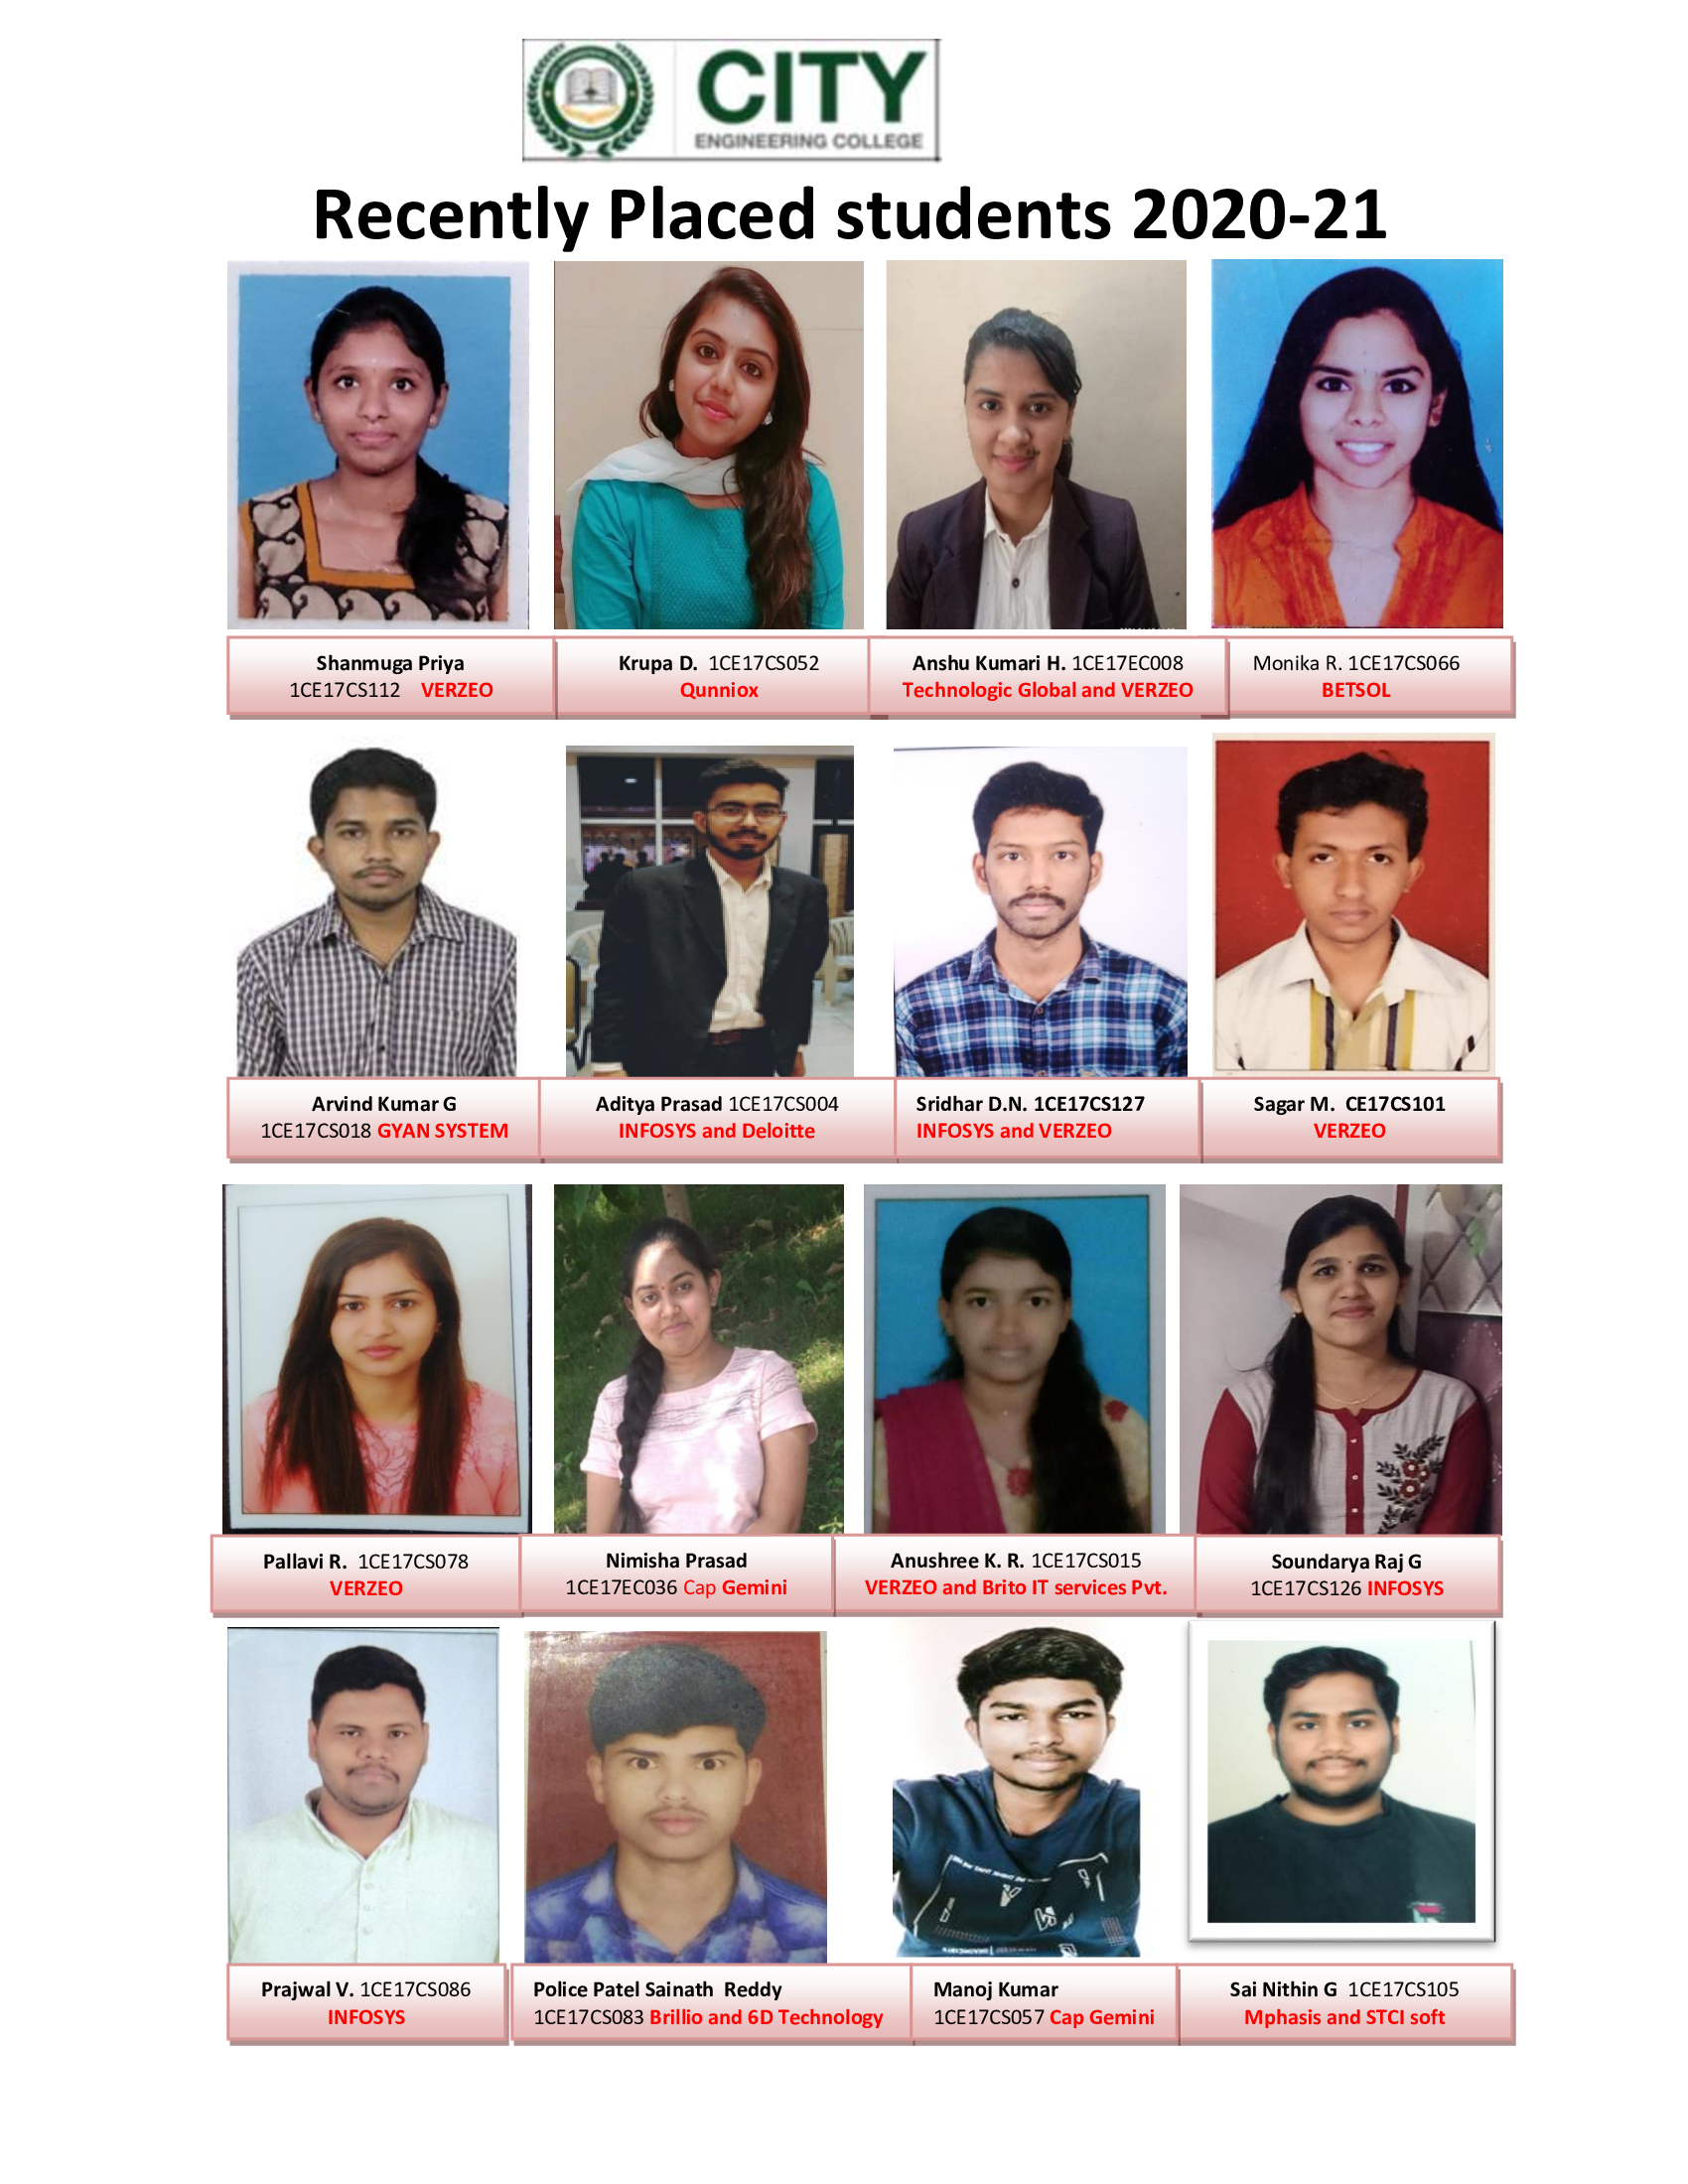 CITY
ENGINEERING COLLEGE
Recently Placed students 2020-21
Shanmuga Priya
1CE17CS112 VERZEO
Krupa D. 1CE17CS052
Qunniox
Anshu Kumari H. 1CE17EC008
Technologic Global and VERZEO
Monika R. 1CE17CS066
BETSOL
Arvind Kumar G
1CE17CS018 GYAN SYSTEM
Aditya Prasad 1CE17CS004
INFOSYS and Deloitte
Sridhar D.N. 1CE17CS127
INFOSYS and VERZEO
Sagar M. CE17CS101
VERZEO
Pallavi R. 1CE17CS078
VERZEO
Nimisha Prasad
1CE17EC036 Cap Gemini
Anushree K. R. 1CE17CS015
VERZEO and Brito IT services Pvt.
Soundarya Raj G
1CE17CS126 INFOSYS
Prajwal V. 1CE17CS086
INFOSYS
Police Patel Sainath Reddy
1CE17CS083 Brillio and 6D Technology
Manoj Kumar
1CE17CS057 Cap Gemini
Sai Nithin G 1CE17CS105
Mphasis and STCI soft